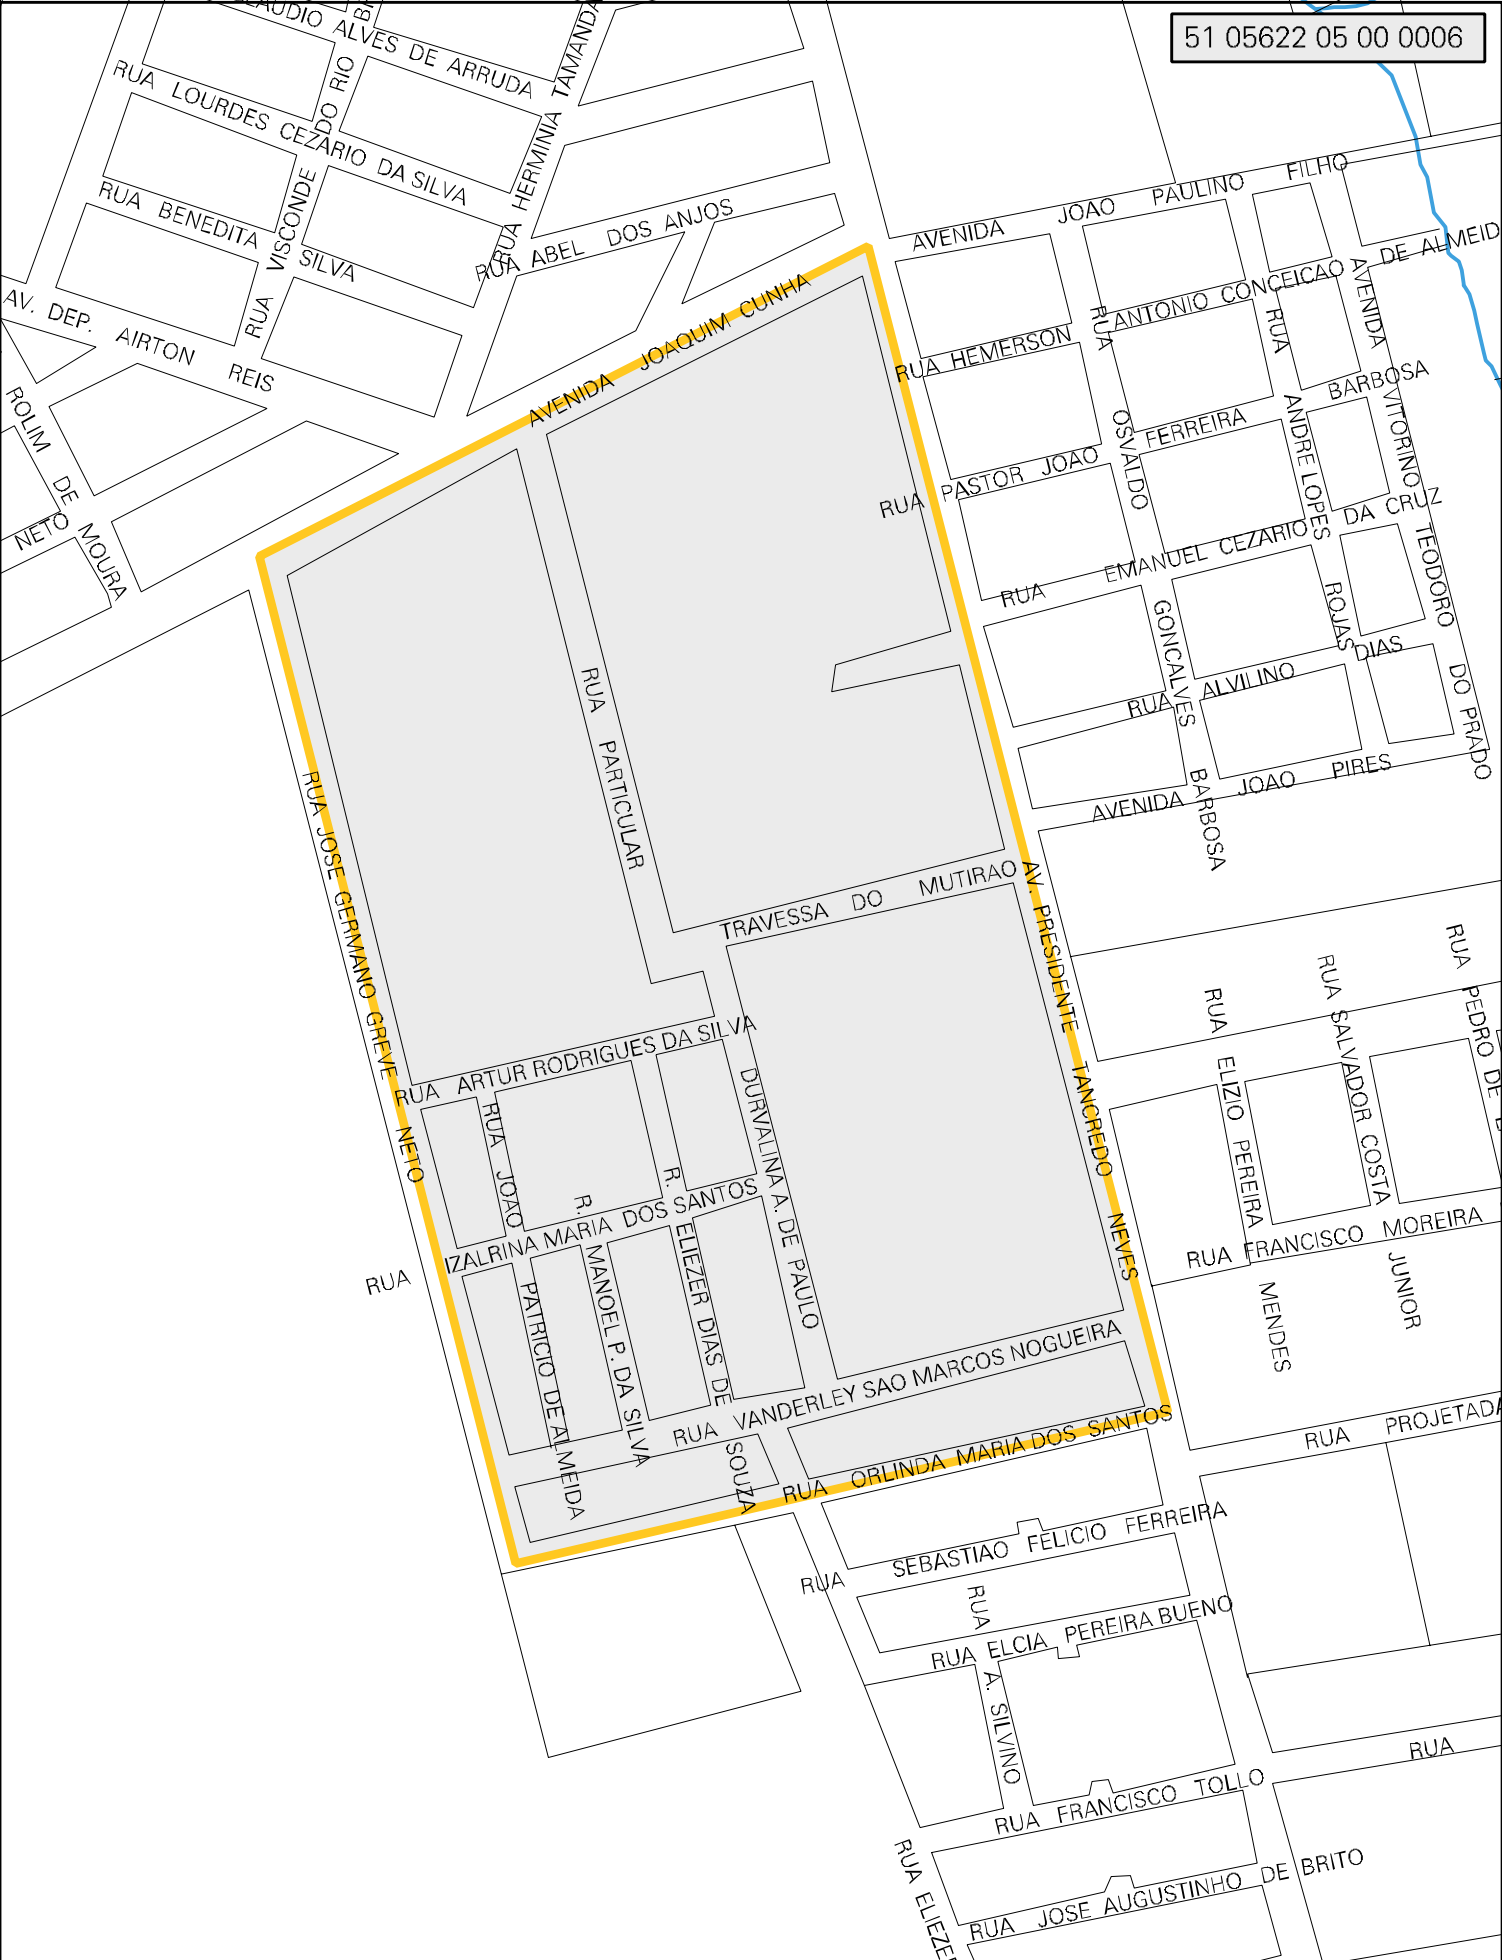 51 05622 05 00 0006
CLAUDIO ALVES DE ARRUDA
RUA LOURDES CEZARIO DA SILVA
RUA BENEDITA SILVA
RUA VISCONDE DO RIO
RUA HERMINIA TAMANDA
RUA ABEL DOS ANJOS
AV. DEP. AIRTON REIS
ROLIM DE MOURA
NETO
AVENIDA JOAQUIM CUNHA
AVENIDA JOAO PAULINO FILHO
RUA HEMERSON ANTONIO CONCEICAO DE ALMEID
RUA PASTOR JOAO FERREIRA BARBOSA
RUA EMANUEL CEZARIO DA CRUZ
RUA ALVILINO DIAS
AVENIDA JOAO PIRES
RUA OSVALDO GONCALVES BARBOSA
RUA ANDRE LOPES ROJAS
AVENIDA VITORINO TEODORO DO PRADO
RUA PARTICULAR
RUA JOSE GERMANO GREVE NETO
TRAVESSA DO MUTIRAO
AV. PRESIDENTE TANCREDO NEVES
RUA ARTUR RODRIGUES DA SILVA
RUA JOAO PATRICIO DE ALMEIDA
R. MANOEL P. DA SILVA
R. ELIEZER DIAS DE SOUZA
DURVALINA A. DE PAULO
RUA IZALRINA MARIA DOS SANTOS
RUA VANDERLEY SAO MARCOS NOGUEIRA
RUA ORLINDA MARIA DOS SANTOS
RUA ELIZIO PEREIRA MENDES
RUA SALVADOR COSTA JUNIOR
RUA PEDRO DE
RUA FRANCISCO MOREIRA
RUA PROJETADA
RUA SEBASTIAO FELICIO FERREIRA
RUA A. SILVINO
RUA ELCIA PEREIRA BUENO
RUA
RUA FRANCISCO TOLLO
RUA ELIEZE
RUA JOSE AUGUSTINHO DE BRITO